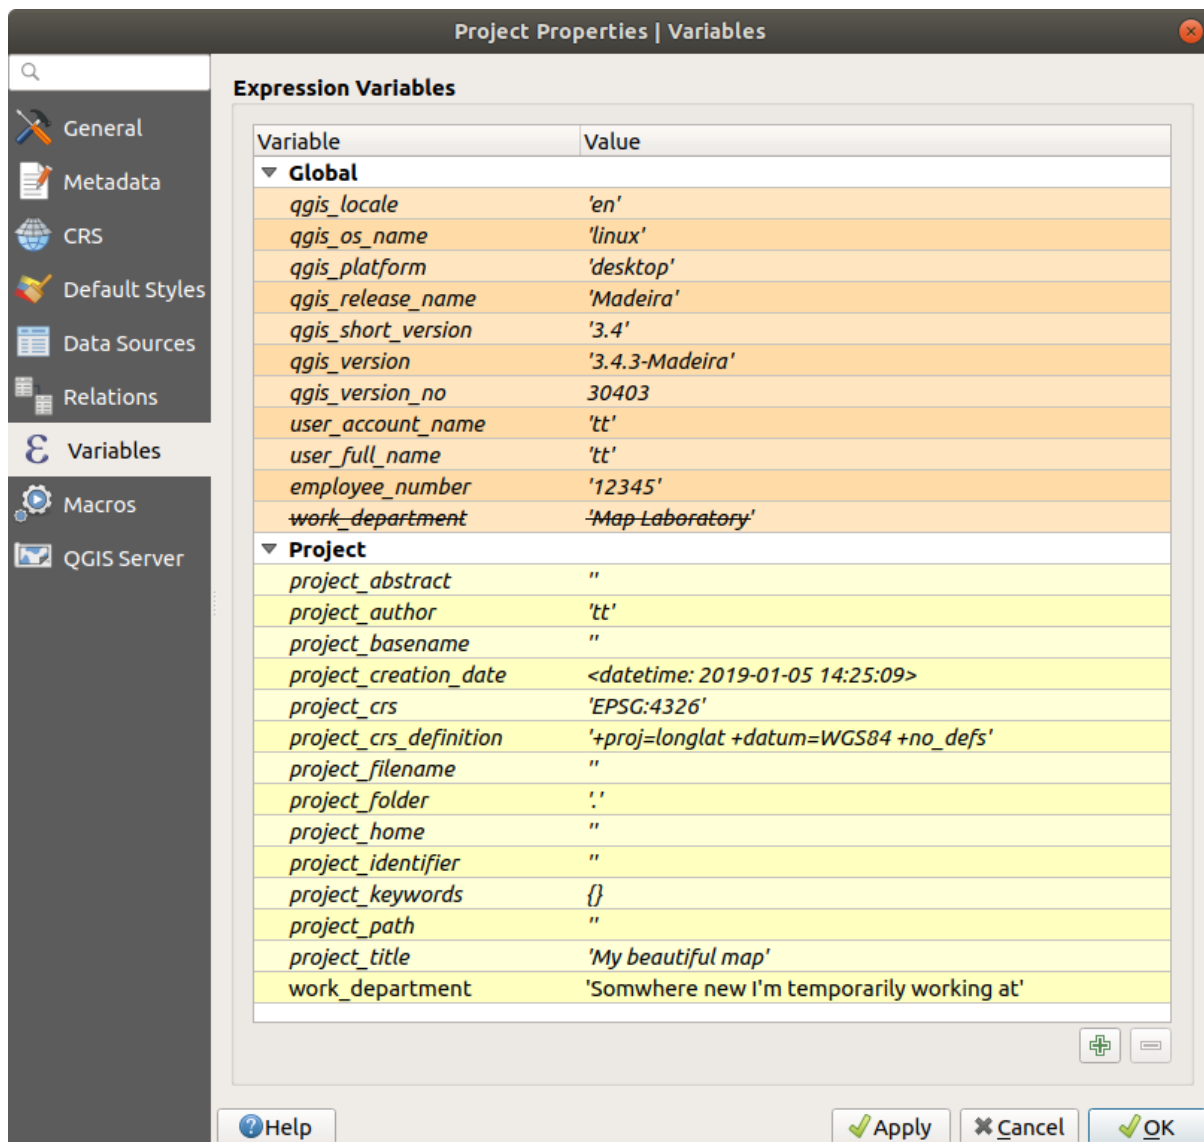 Project Properties | Variables
General
Metadata
CRS
Default Styles
Data Sources
Relations
Variables
Macros
QGIS Server
Expression Variables
Variable Value
Global
qgis_locale 'en'
qgis_os_name 'linux'
qgis_platform 'desktop'
qgis_release_name 'Madeira'
qgis_short_version '3.4'
qgis_version '3.4.3-Madeira'
qgis_version_no 30403
user_account_name 'tt'
user_full_name 'tt'
employee_number '12345'
work_department 'Map Laboratory'
Project
project_abstract ''
project_author 'tt'
project_basename ''
project_creation_date <datetime: 2019-01-05 14:25:09>
project_crs 'EPSG:4326'
project_crs_definition '+proj=longlat +datum=WGS84 +no_defs'
project_filename ''
project_folder '.'
project_home ''
project_identifier ''
project_keywords {}
project_path ''
project_title 'My beautiful map'
work_department 'Somwhere new I'm temporarily working at'
Help Apply Cancel OK